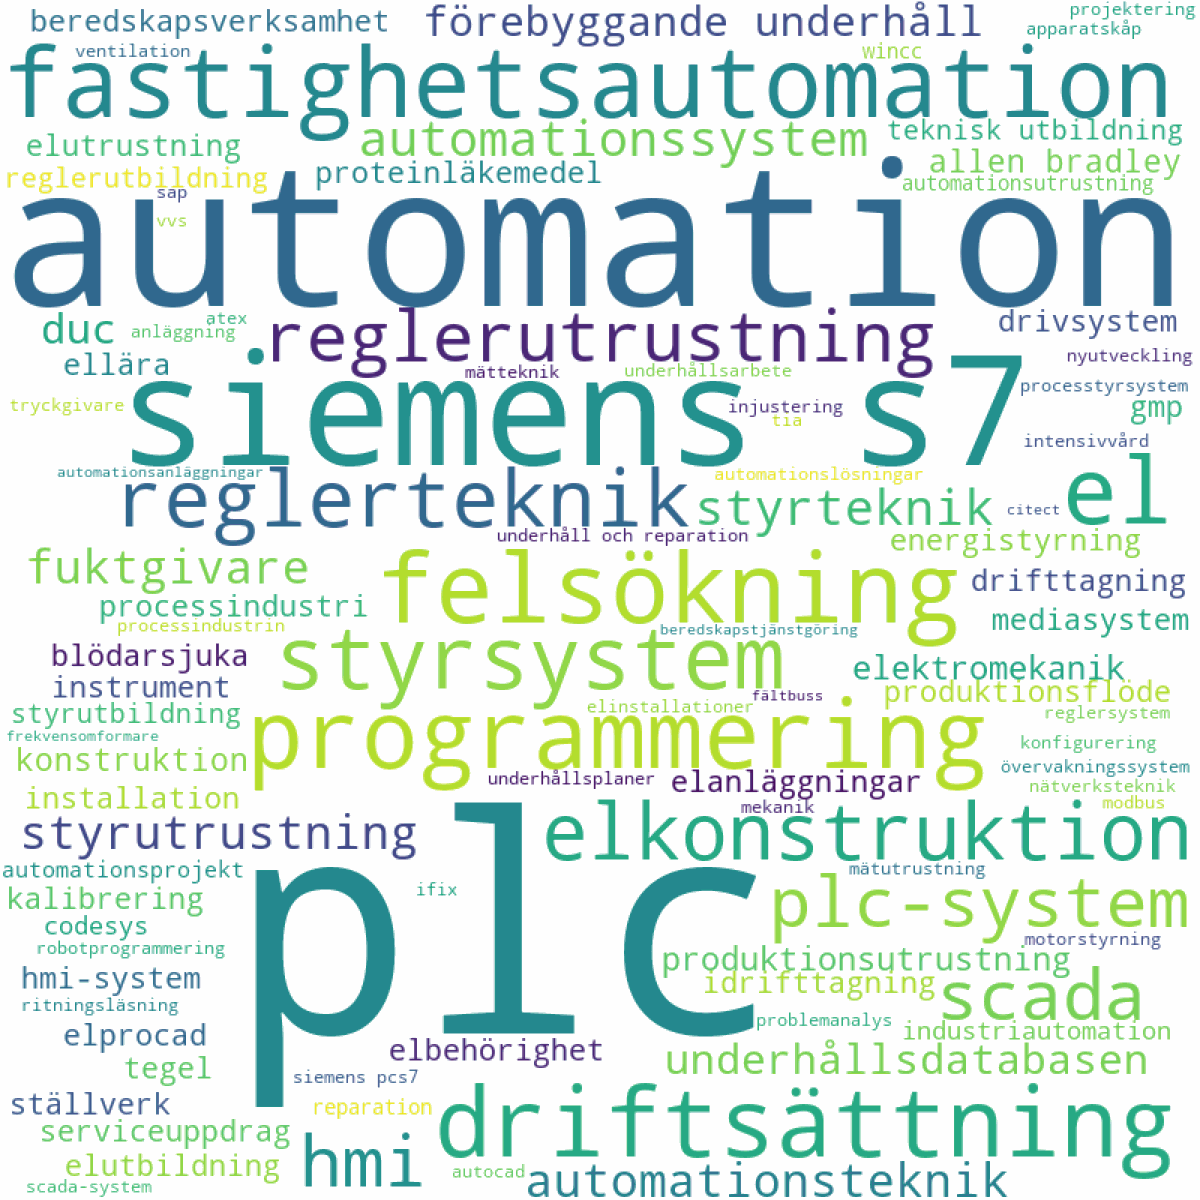 beredskapsverksamhet
förebyggande underhåll
projektering
apparatskåp
ventilation
wincc
fastighetsautomation
elutrustning
automationssystem
teknisk utbildning
allen bradley
reglerutbildning
proteinläkemedel
automationsutrustning
sap
vvs
automation
duc
anläggning
atex
reglerutrustning
drivsystem
ellära
mätteknik
underhållsarbete
nyutveckling
processtyrsystem
siemens s7
tryckgivare
injustering
tia
gmp
intensivvård
automationsanläggningar
automationslösningar
reglerteknik
styrteknik
el
citect
underhåll och reparation
energistyrning
fuktgivare
felsökning
drifttagning
processindustri
mediasystem
processindustrin
beredskapstjänstgöring
blödarsjuka
styrsystem
elektromekanik
instrument
fältbuss
produktionsflöde
styrutbildning
elinstallationer
reglersystem
frekvensomformare
programmering
konfigurering
konstruktion
övervakningssystem
underhållsplaner
elanläggningar
nätverksteknik
installation
mekanik
modbus
styrutrustning
plc
elkonstruktion
automationsprojekt
mätutrustning
ifix
kalibrering
plc-system
codesys
motorstyrning
robotprogrammering
produktionsutrustning
hmi-system
idrifttagning
scada
ritningsläsning
problemanalys
industriautomation
elprocad
elbehörighet
underhållsdatabasen
tegel
siemens pcs7
ställverk
reparation
driftsättning
serviceuppdrag
hmi
elutbildning
autocad
automationsteknik
scada-system